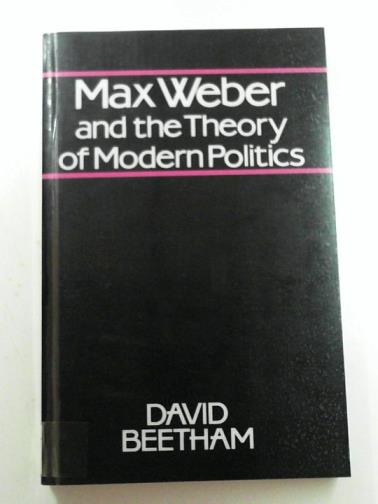 Max Weber
and the Theory
of Modern Politics
DAVID
BEETHAM